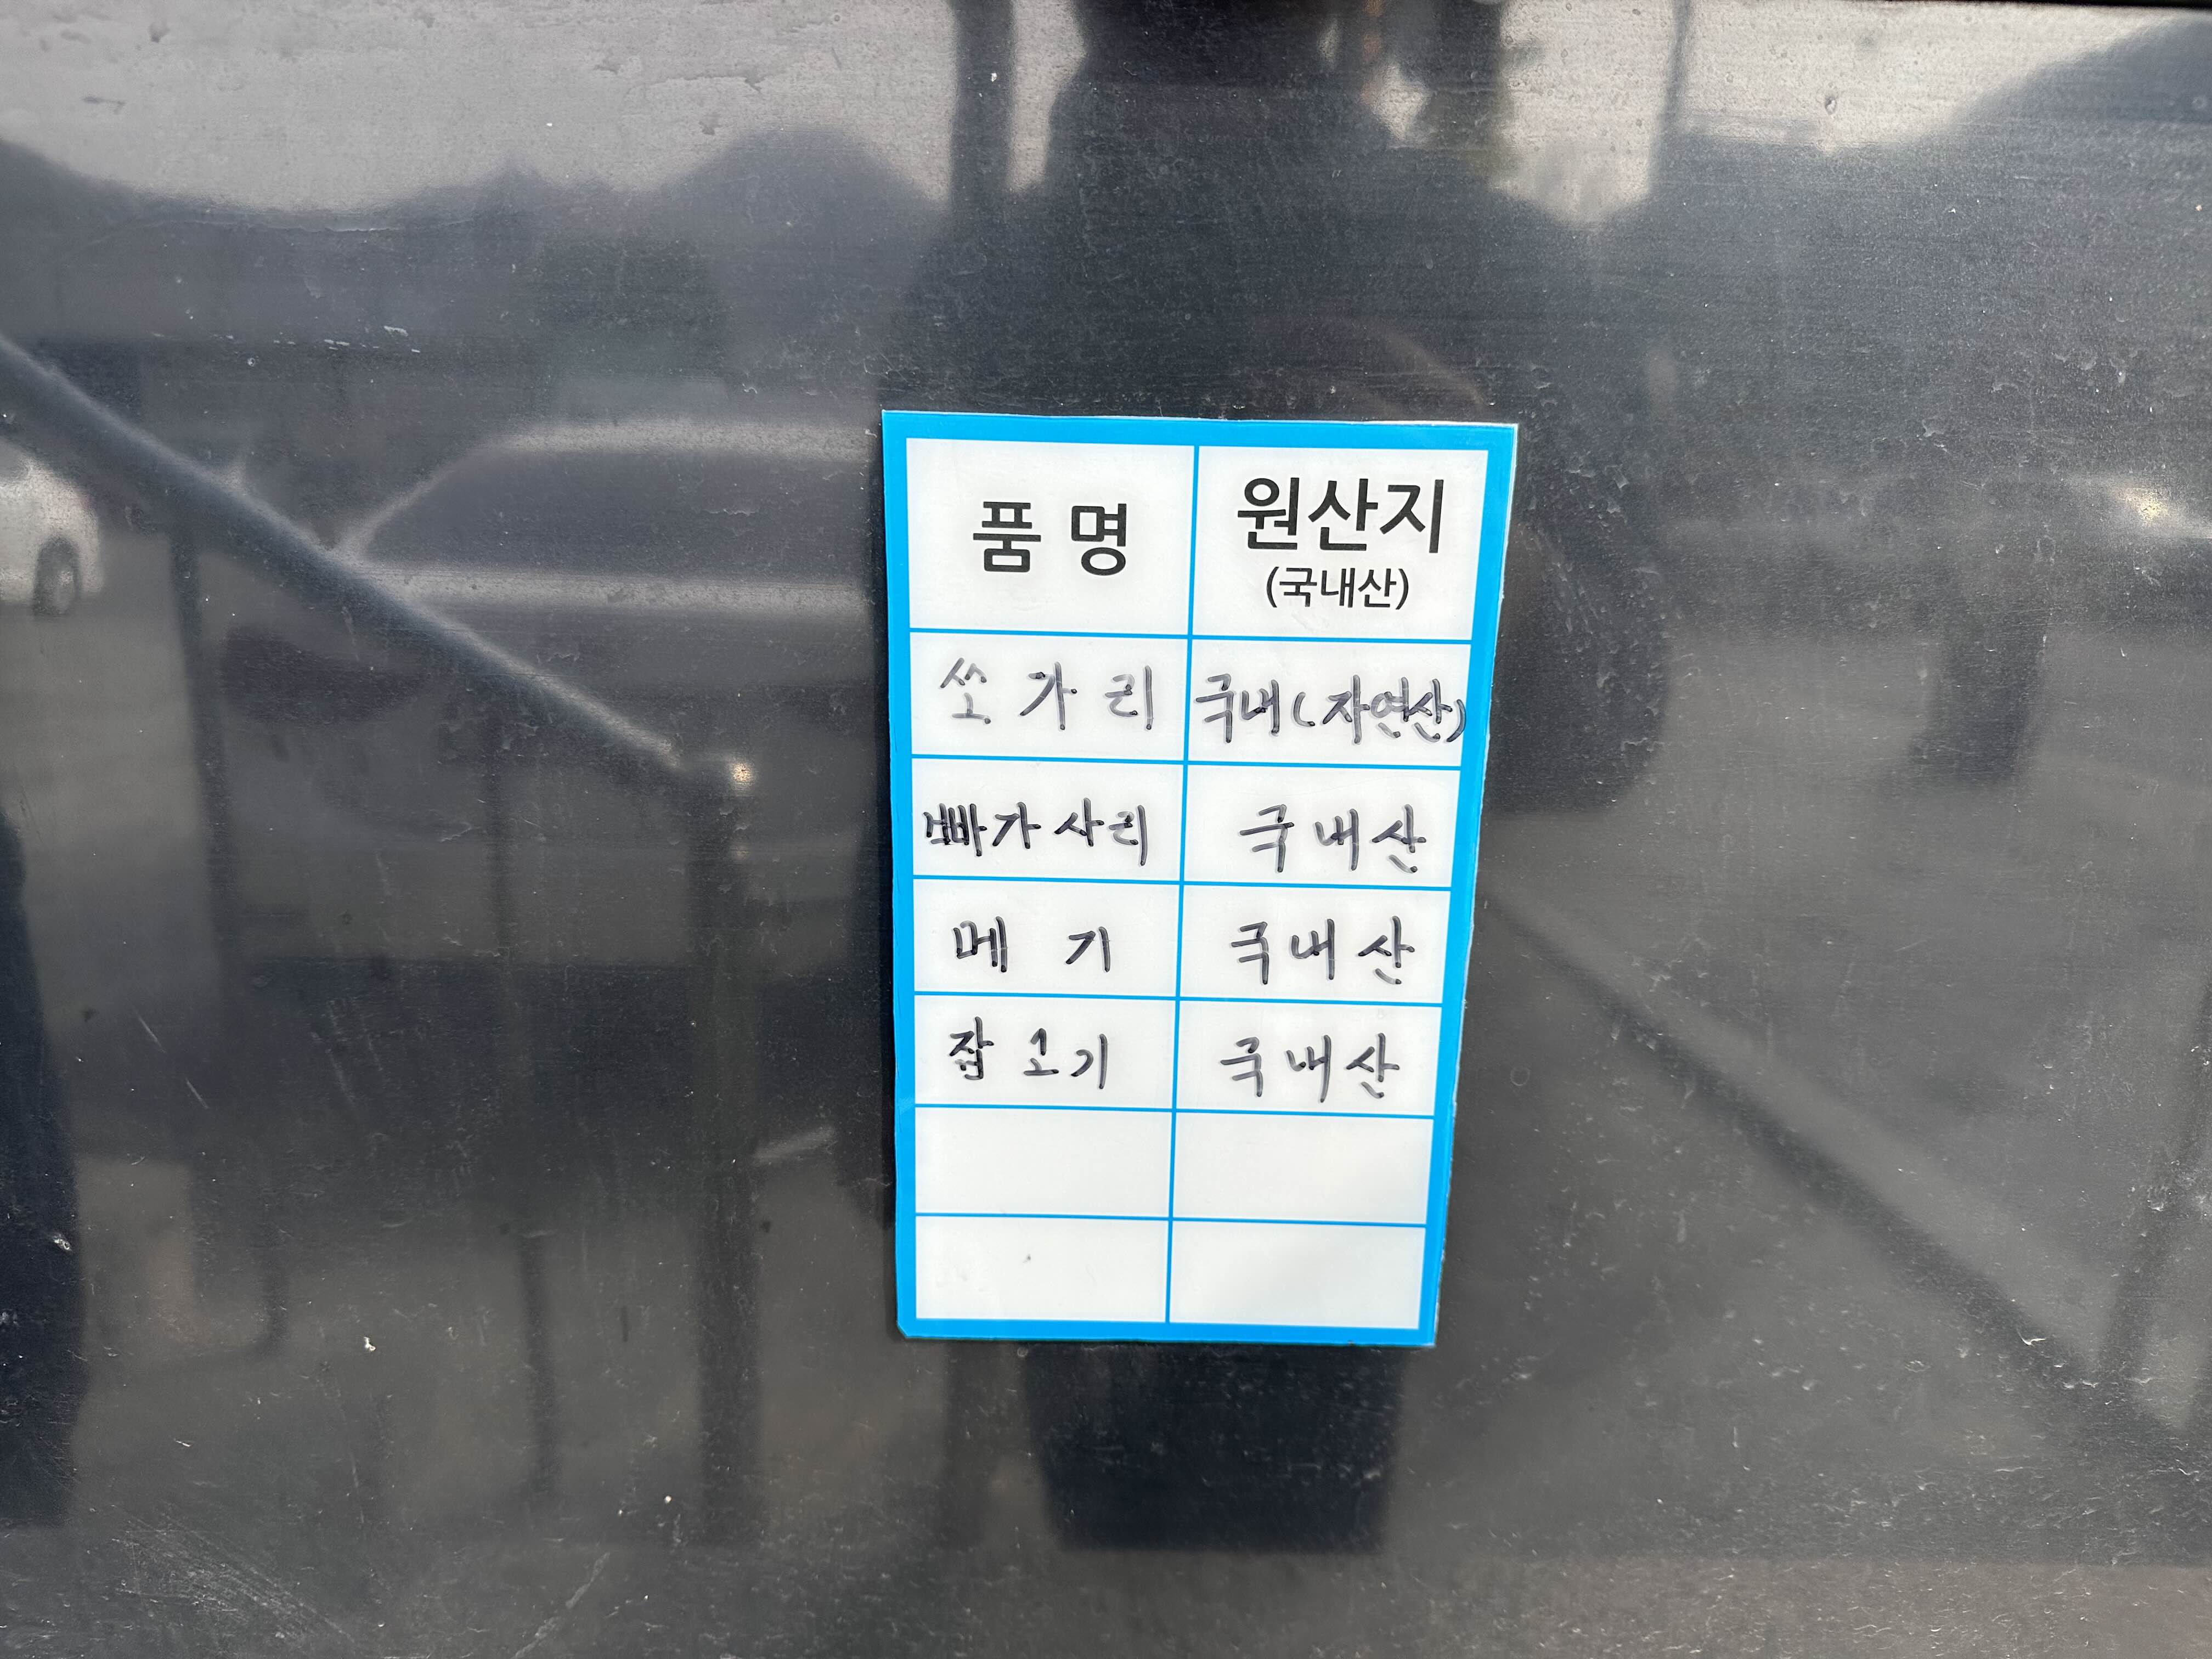 품명 원산지
(국내산)
쏘가리 국내(자연산)
빠가사리 국내산
메기 국내산
잡고기 국내산